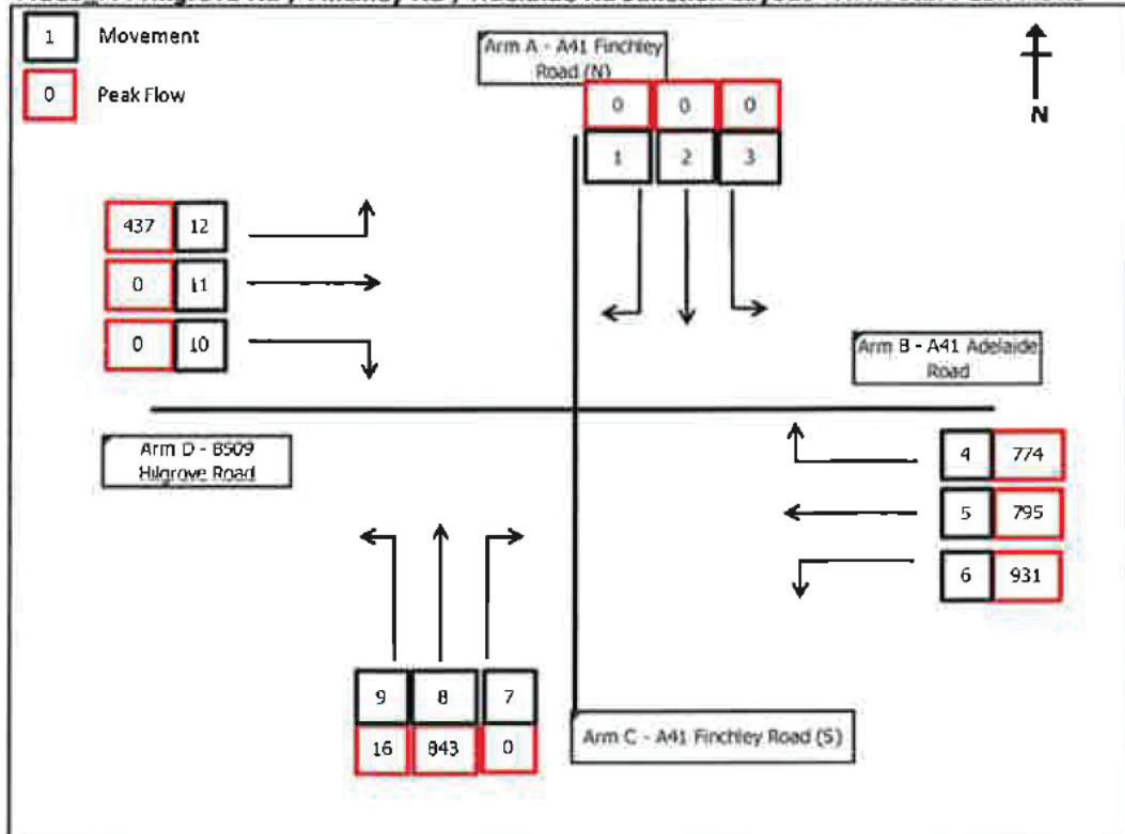 1 Movement
0 Peak Flow
Arm A - A41 Finchley
Road (N)
0 0 0
1 2 3
N
437 12
0 11
0 10
Arm B - A41 Adelaide
Road
Arm D - B509
Hilgrove Road
4 774
5 795
6 931
9 8 7
16 843 0
Arm C - A41 Finchley Road (S)